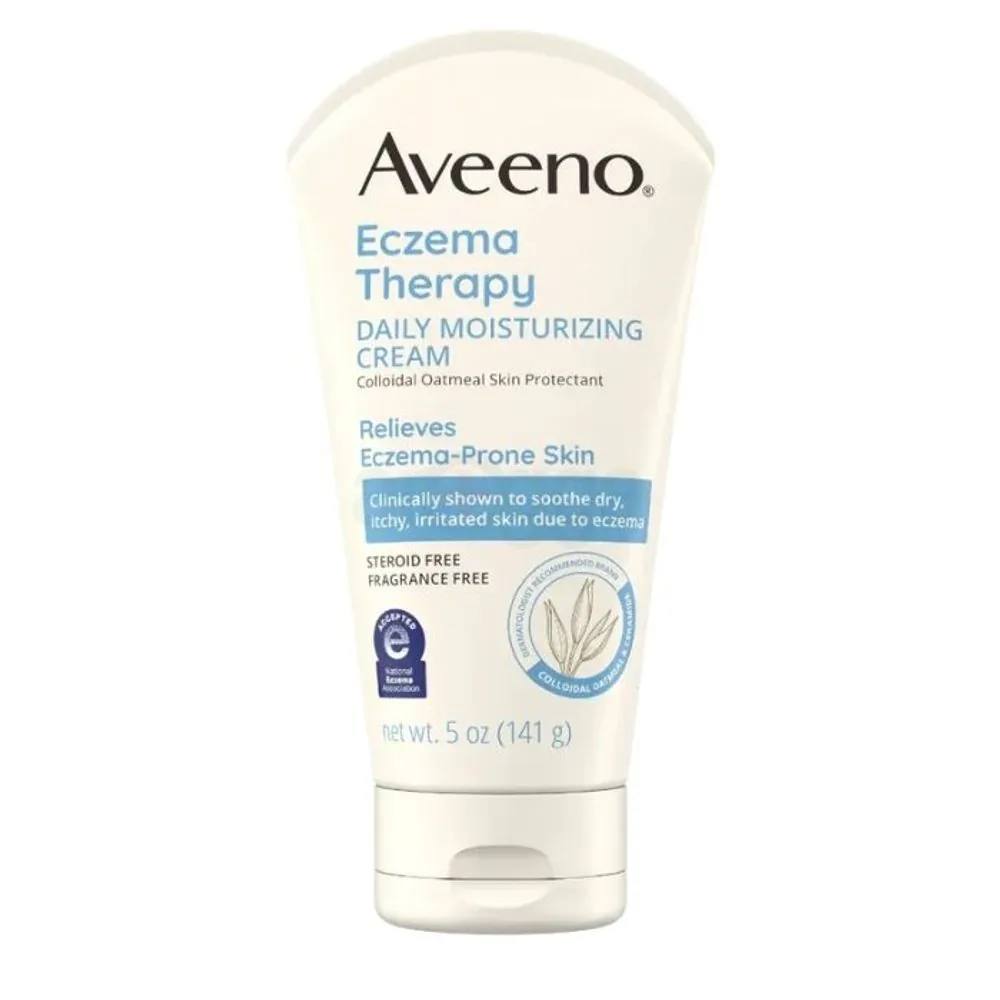 Aveeno®
Eczema
Therapy
DAILY MOISTURIZING
CREAM
Colloidal Oatmeal Skin Protectant
Relieves
Eczema-Prone Skin
Clinically shown to soothe dry,
itchy, irritated skin due to eczema
STEROID FREE
FRAGRANCE FREE
DERMATOLOGIST RECOMMENDED BRAND
COLLOIDAL OATMEAL & CERAMIDE
ACCEPTED
e
National
Eczema
Association
net wt. 5 oz (141 g)